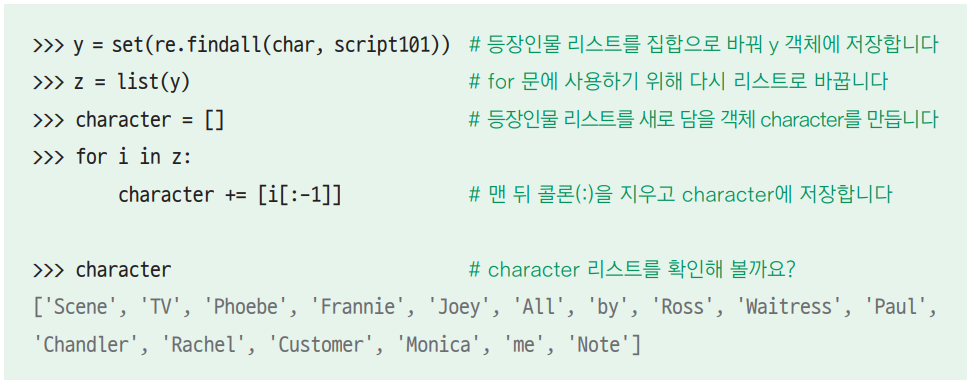 >>> y = set(re.findall(char, script101)) # 등장인물 리스트를 집합으로 바꿔 y 객체에 저장합니다
>>> z = list(y) # for 문에 사용하기 위해 다시 리스트로 바꿉니다
>>> character = [] # 등장인물 리스트를 새로 담을 객체 character를 만듭니다
>>> for i in z:
character += [i[:-1]] # 맨 뒤 콜론(:)을 지우고 character에 저장합니다
>>> character # character 리스트를 확인해 볼까요?
['Scene', 'TV', 'Phoebe', 'Frannie', 'Joey', 'All', 'by', 'Ross', 'Waitress', 'Paul',
'Chandler', 'Rachel', 'Customer', 'Monica', 'me', 'Note']